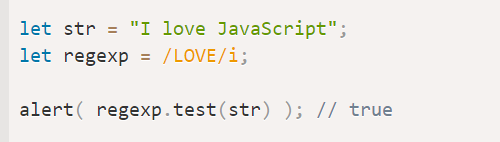 let str = "I love JavaScript";
let regexp = /LOVE/i;
alert( regexp.test(str) ); // true